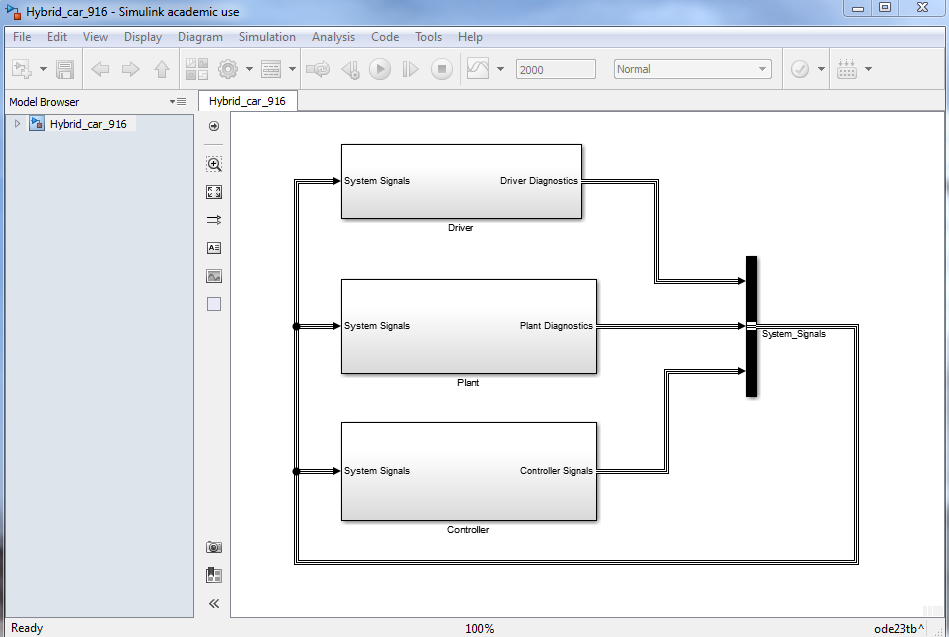 Hybrid_car_916 - Simulink academic use
File Edit View Display Diagram Simulation Analysis Code Tools Help
2000 Normal
Model Browser
Hybrid_car_916
Hybrid_car_916
System Signals Driver Diagnostics
Driver
System Signals Plant Diagnostics
System_Signals
Plant
System Signals Controller Signals
Controller
Ready 100% ode23tb^